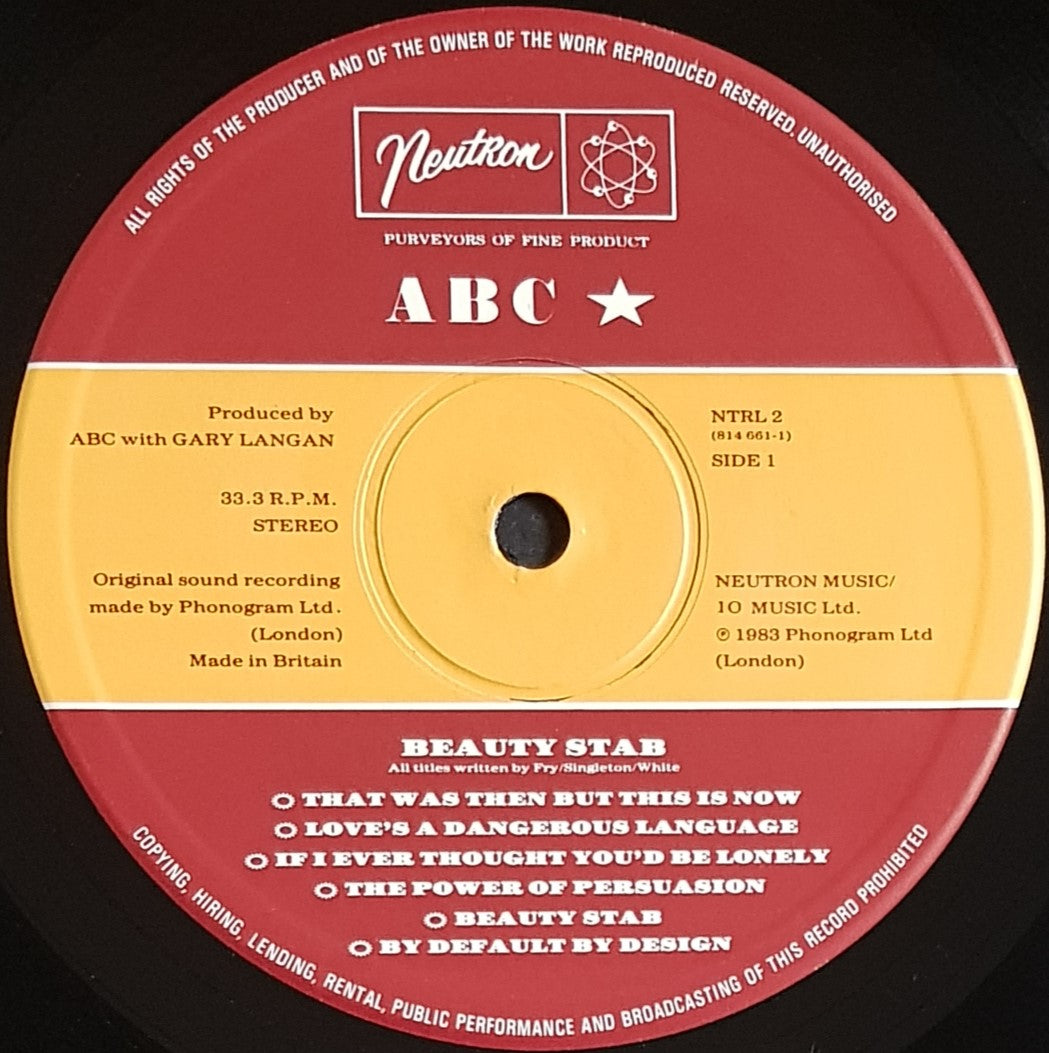 ALL RIGHTS OF THE PRODUCER AND OF THE OWNER OF THE WORK REPRODUCED RESERVED. UNAUTHORISED
Neutron
PURVEYORS OF FINE PRODUCT
ABC
Produced by
ABC with GARY LANGAN
33.3 R.P.M.
STEREO
Original sound recording
made by Phonogram Ltd.
(London)
Made in Britain
NTRL 2
(814 661-1)
SIDE 1
NEUTRON MUSIC/
10 MUSIC Ltd.
℗ 1983 Phonogram Ltd
(London)
BEAUTY STAB
All titles written by Fry/Singleton/White
THAT WAS THEN BUT THIS IS NOW
LOVE'S A DANGEROUS LANGUAGE
IF I EVER THOUGHT YOU'D BE LONELY
THE POWER OF PERSUASION
BEAUTY STAB
BY DEFAULT BY DESIGN
COPYING, HIRING, LENDING, RENTAL, PUBLIC PERFORMANCE AND BROADCASTING OF THIS RECORD PROHIBITED